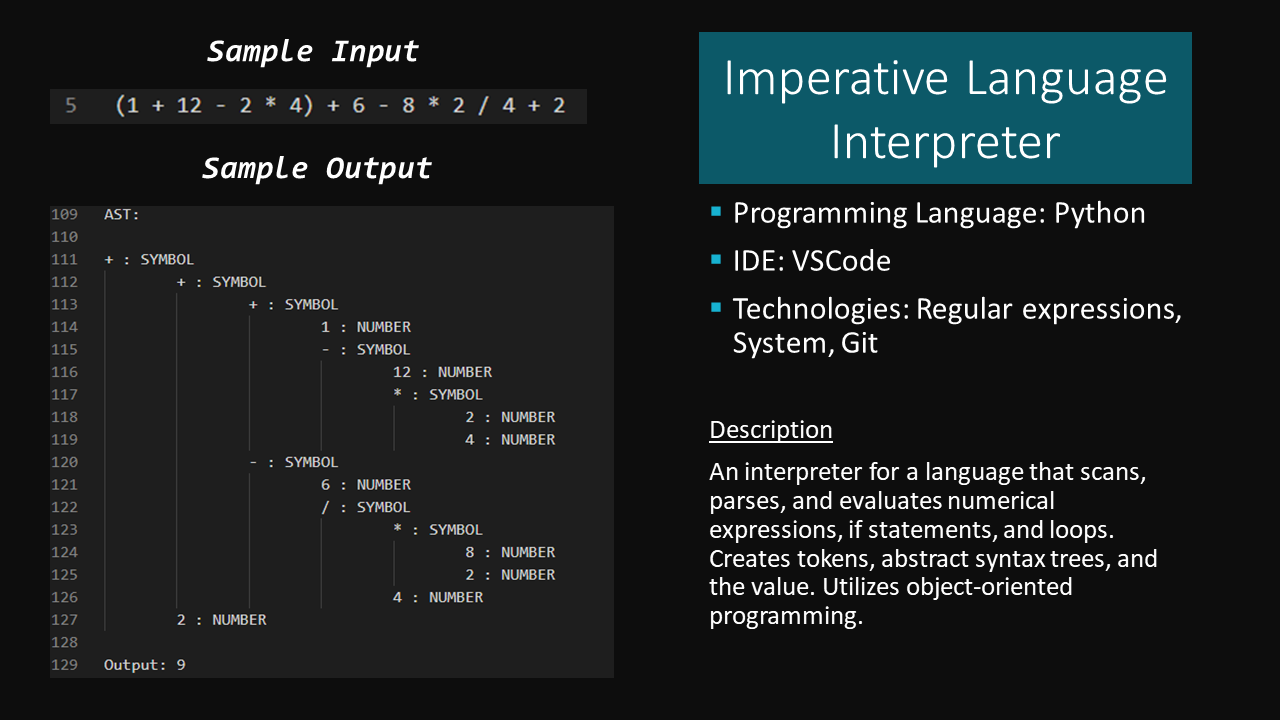 Sample Input
5 (1 + 12 - 2 * 4) + 6 - 8 * 2 / 4 + 2
Sample Output
109 AST:
110
111 + : SYMBOL
112 + : SYMBOL
113 + : SYMBOL
114 1 : NUMBER
115 - : SYMBOL
116 12 : NUMBER
117 * : SYMBOL
118 2 : NUMBER
119 4 : NUMBER
120 - : SYMBOL
121 6 : NUMBER
122 / : SYMBOL
123 * : SYMBOL
124 8 : NUMBER
125 2 : NUMBER
126 4 : NUMBER
127 2 : NUMBER
128
129 Output: 9
Imperative Language
Interpreter
▪ Programming Language: Python
▪ IDE: VSCode
▪ Technologies: Regular expressions,
System, Git
Description
An interpreter for a language that scans,
parses, and evaluates numerical
expressions, if statements, and loops.
Creates tokens, abstract syntax trees, and
the value. Utilizes object-oriented
programming.